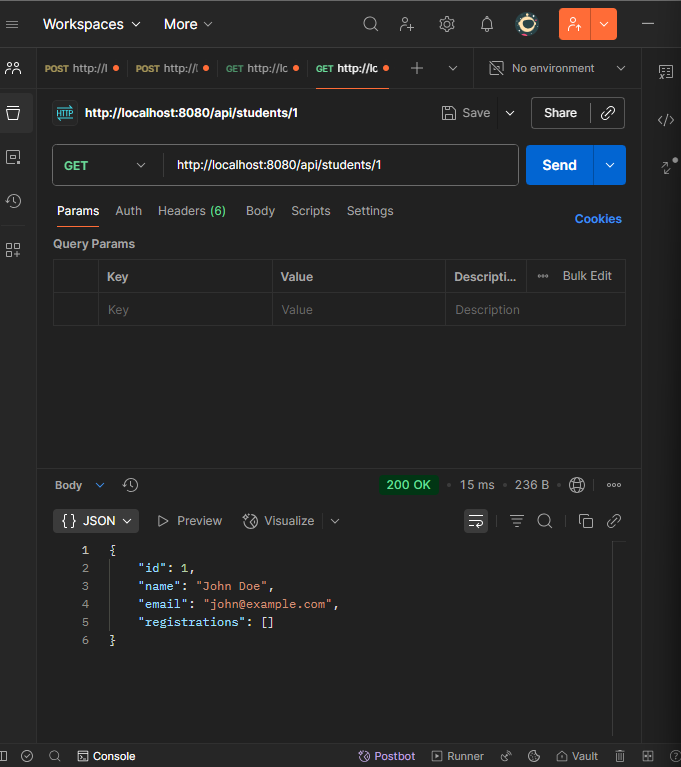 Workspaces More
POST http://l POST http://l GET http://lc GET http://lc No environment
HTTP http://localhost:8080/api/students/1 Save Share
GET http://localhost:8080/api/students/1 Send
Params Auth Headers (6) Body Scripts Settings Cookies
Query Params
Key Value Descripti... Bulk Edit
Key Value Description
Body 200 OK 15 ms 236 B
{} JSON Preview Visualize
1 {
2 "id": 1,
3 "name": "John Doe",
4 "email": "john@example.com",
5 "registrations": []
6 }
Console Postbot Runner Vault